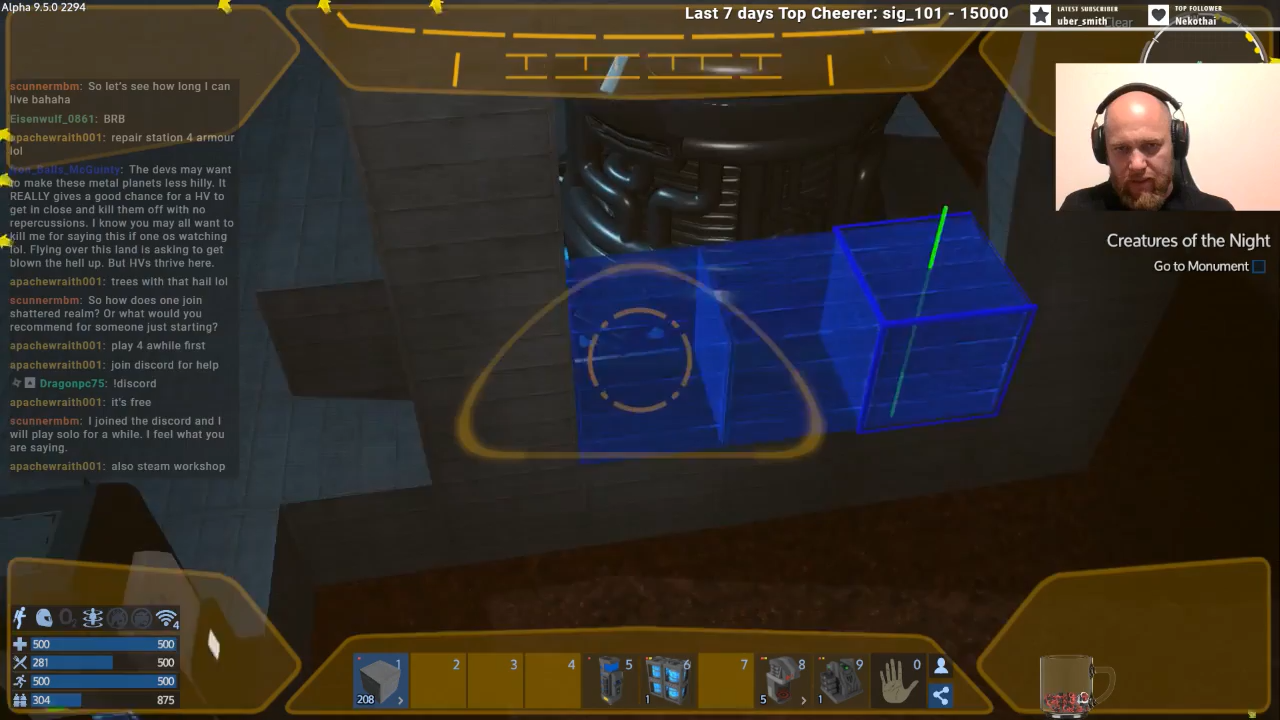 Alpha 9.5.0 2294
Last 7 days Top Cheerer: sig_101 - 15000
LATEST SUBSCRIBER
uber_smith
Clear
TOP FOLLOWER
Nekothai
scunnermbm: So let's see how long I can
live bahaha
Eisenwulf_0861: BRB
apachewraith001: repair station 4 armour
lol
Iron_Balls_McGuinty: The devs may want
to make these metal planets less hilly. It
REALLY gives a good chance for a HV to
get in close and kill them off with no
repercussions. I know you may all want to
kill me for saying this if one os watching
lol. Flying over this land is asking to get
blown the hell up. But HVs thrive here.
apachewraith001: trees with that hail lol
scunnermbm: So how does one join
shattered realm? Or what would you
recommend for someone just starting?
apachewraith001: play 4 awhile first
apachewraith001: join discord for help
Dragonpc75: !discord
apachewraith001: it's free
scunnermbm: I joined the discord and I
will play solo for a while. I feel what you
are saying.
apachewraith001: also steam workshop
Creatures of the Night
Go to Monument
O2
4
500 500
281 500
500 500
304 875
1 2 3 4 5 6 7 8 9 0
208 1 5 1